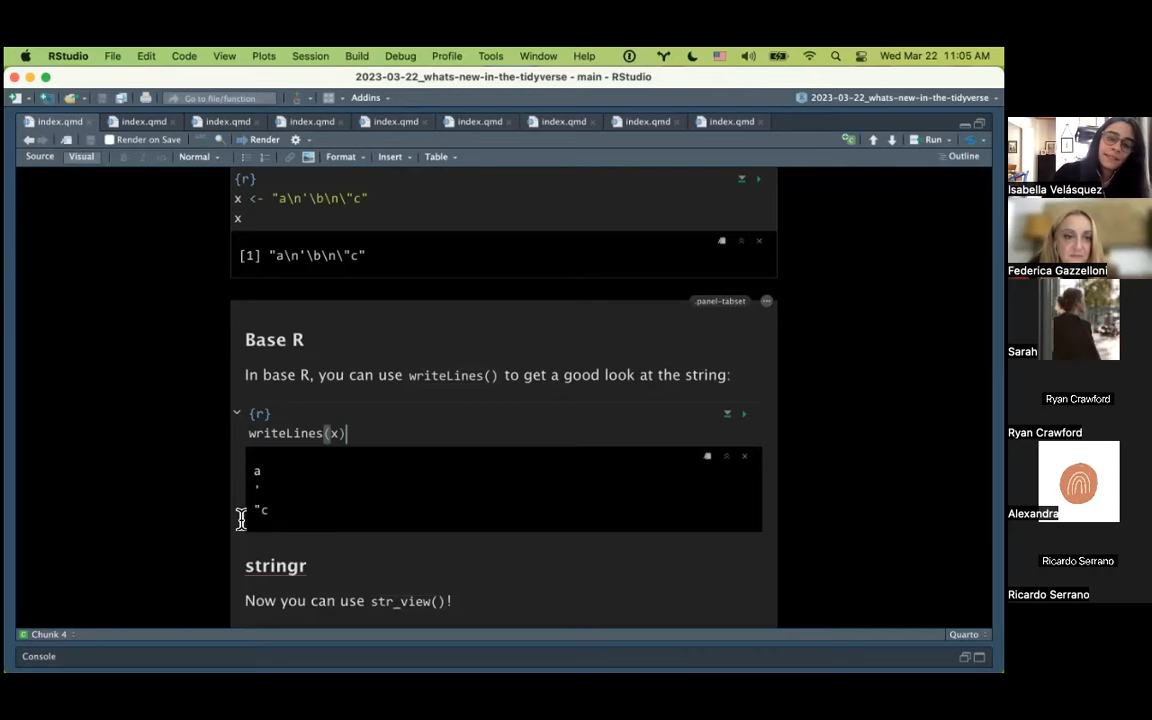 RStudio File Edit Code View Plots Session Build Debug Profile Tools Window Help Wed Mar 22 11:05 AM
2023-03-22_whats-new-in-the-tidyverse - main - RStudio
Go to file/function Addins 2023-03-22_whats-new-in-the-tidyverse
index.qmd index.qmd index.qmd index.qmd index.qmd index.qmd index.qmd index.qmd index.qmd
Render on Save Render Run
Source Visual Normal Format Insert Table Outline
{r}
x <- "a\n'\b\n\"c"
x
[1] "a\n'\b\n\"c"
.panel-tabset
Base R
In base R, you can use writeLines() to get a good look at the string:
{r}
writeLines(x)
a
'
"c
stringr
Now you can use str_view()!
Chunk 4 Quarto
Console
Isabella Velásquez
Federica Gazzelloni
Sarah
Ryan Crawford
Ryan Crawford
Alexandra
Ricardo Serrano
Ricardo Serrano